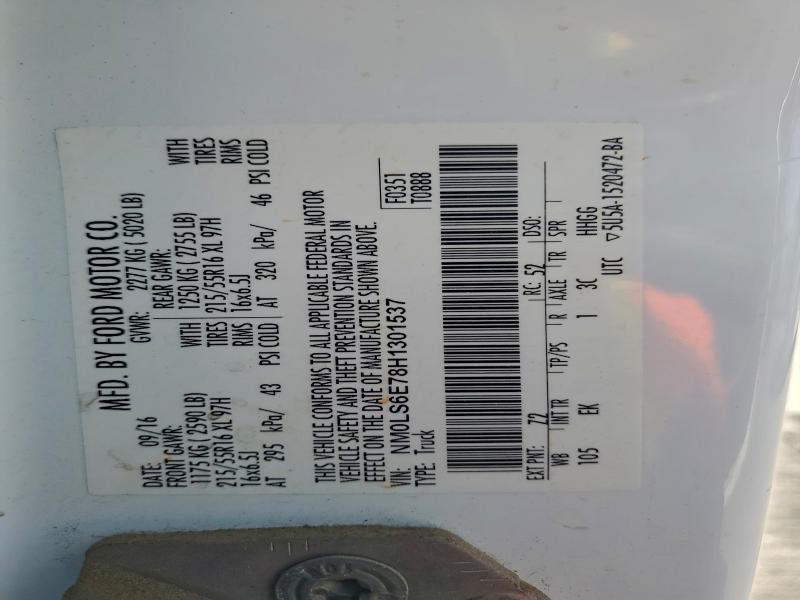 MFD. BY FORD MOTOR CO.
DATE: 09/16 GVWR: 2277 KG ( 5020 LB)
FRONT GAWR: REAR GAWR: WITH
1175 KG ( 2590 LB) WITH 1250 KG ( 2755 LB) TIRES
215/55R16 XL 97H TIRES 215/55R16 XL 97H RIMS
16x6.5J RIMS 16x6.5J
AT 295 kPa/ 43 PSI COLD AT 320 kPa/ 46 PSI COLD
THIS VEHICLE CONFORMS TO ALL APPLICABLE FEDERAL MOTOR
VEHICLE SAFETY AND THEFT PREVENTION STANDARDS IN
EFFECT ON THE DATE OF MANUFACTURE SHOWN ABOVE.
VIN: NM0LS6E78H1301537 F0351
TYPE: Truck T0888
EXT PNT: Z2 RC: 52 DSO:
WB INT TR TP/PS R AXLE TR SPR
105 EK 1 3C HHGG
UTC ▽5U5A-1520472-BA